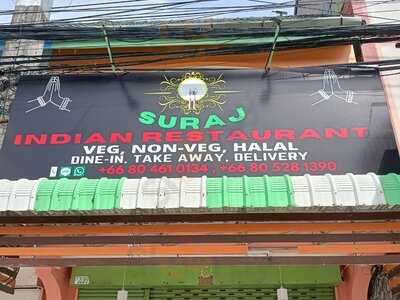 SURAJ
INDIAN RESTAURANT
VEG, NON-VEG, HALAL
DINE-IN, TAKE AWAY, DELIVERY
+66 80 461 0134 , +66 80 528 1390